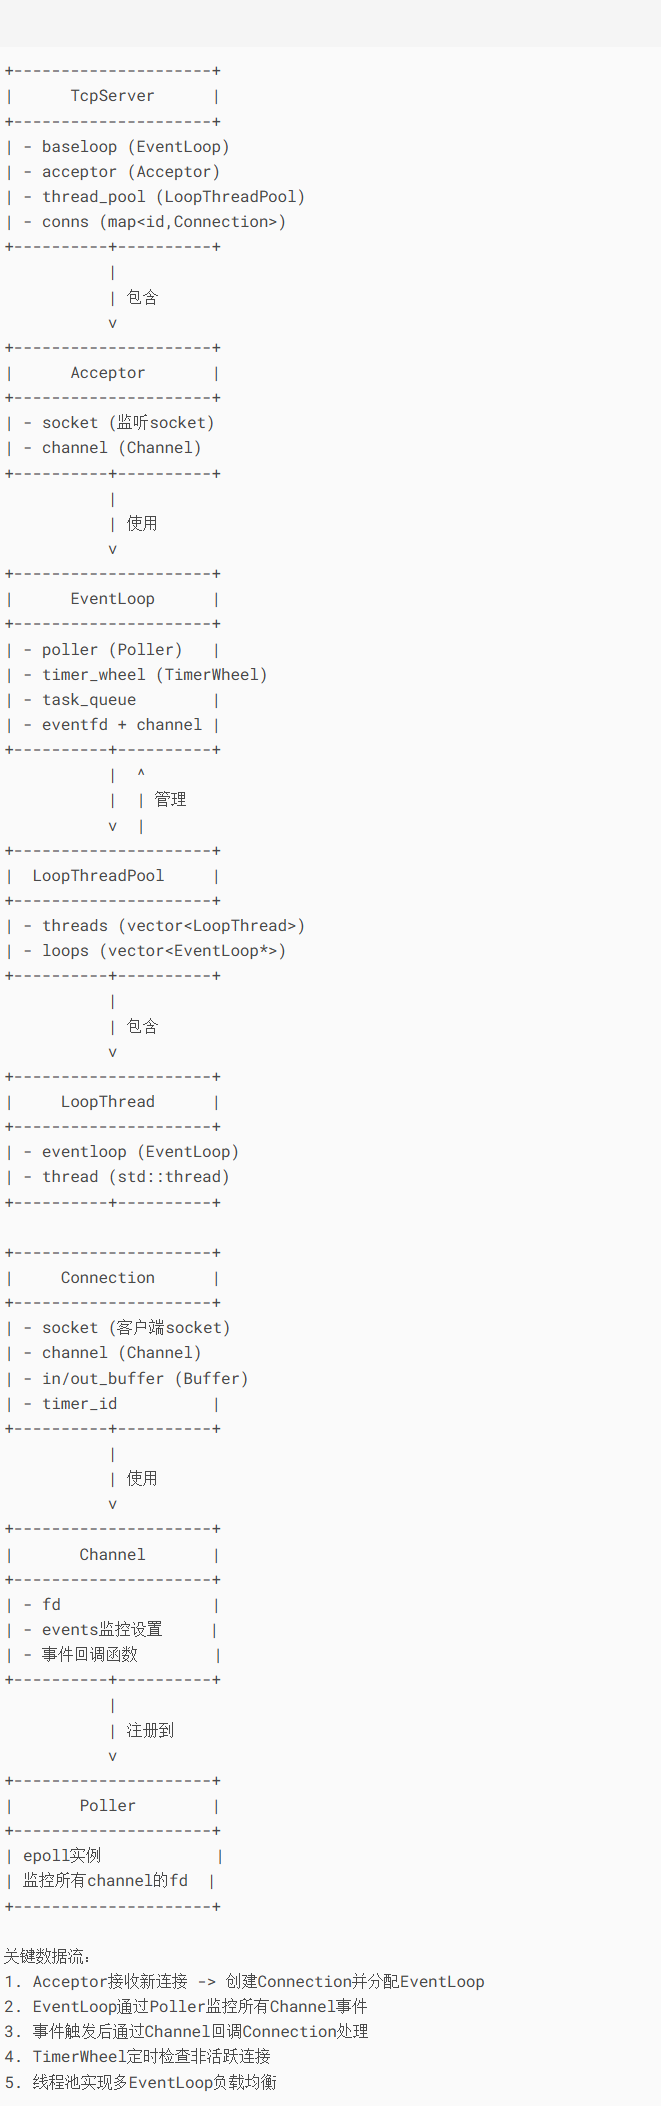 +---------------------+
|      TcpServer      |
+---------------------+
| - baseloop (EventLoop)
| - acceptor (Acceptor)
| - thread_pool (LoopThreadPool)
| - conns (map<id,Connection>)
+----------+----------+
           |
           | 包含
           v
+---------------------+
|      Acceptor       |
+---------------------+
| - socket (监听socket)
| - channel (Channel)
+----------+----------+
           |
           | 使用
           v
+---------------------+
|      EventLoop      |
+---------------------+
| - poller (Poller)   |
| - timer_wheel (TimerWheel)
| - task_queue        |
| - eventfd + channel |
+----------+----------+
           |  ^
           |  | 管理
           v  |
+---------------------+
|  LoopThreadPool     |
+---------------------+
| - threads (vector<LoopThread>)
| - loops (vector<EventLoop*>)
+----------+----------+
           |
           | 包含
           v
+---------------------+
|     LoopThread      |
+---------------------+
| - eventloop (EventLoop)
| - thread (std::thread)
+----------+----------+

+---------------------+
|     Connection      |
+---------------------+
| - socket (客户端socket)
| - channel (Channel)
| - in/out_buffer (Buffer)
| - timer_id          |
+----------+----------+
           |
           | 使用
           v
+---------------------+
|       Channel       |
+---------------------+
| - fd                |
| - events监控设置     |
| - 事件回调函数        |
+----------+----------+
           |
           | 注册到
           v
+---------------------+
|       Poller        |
+---------------------+
| epoll实例            |
| 监控所有channel的fd  |
+---------------------+

关键数据流：
1. Acceptor接收新连接 -> 创建Connection并分配EventLoop
2. EventLoop通过Poller监控所有Channel事件
3. 事件触发后通过Channel回调Connection处理
4. TimerWheel定时检查非活跃连接
5. 线程池实现多EventLoop负载均衡